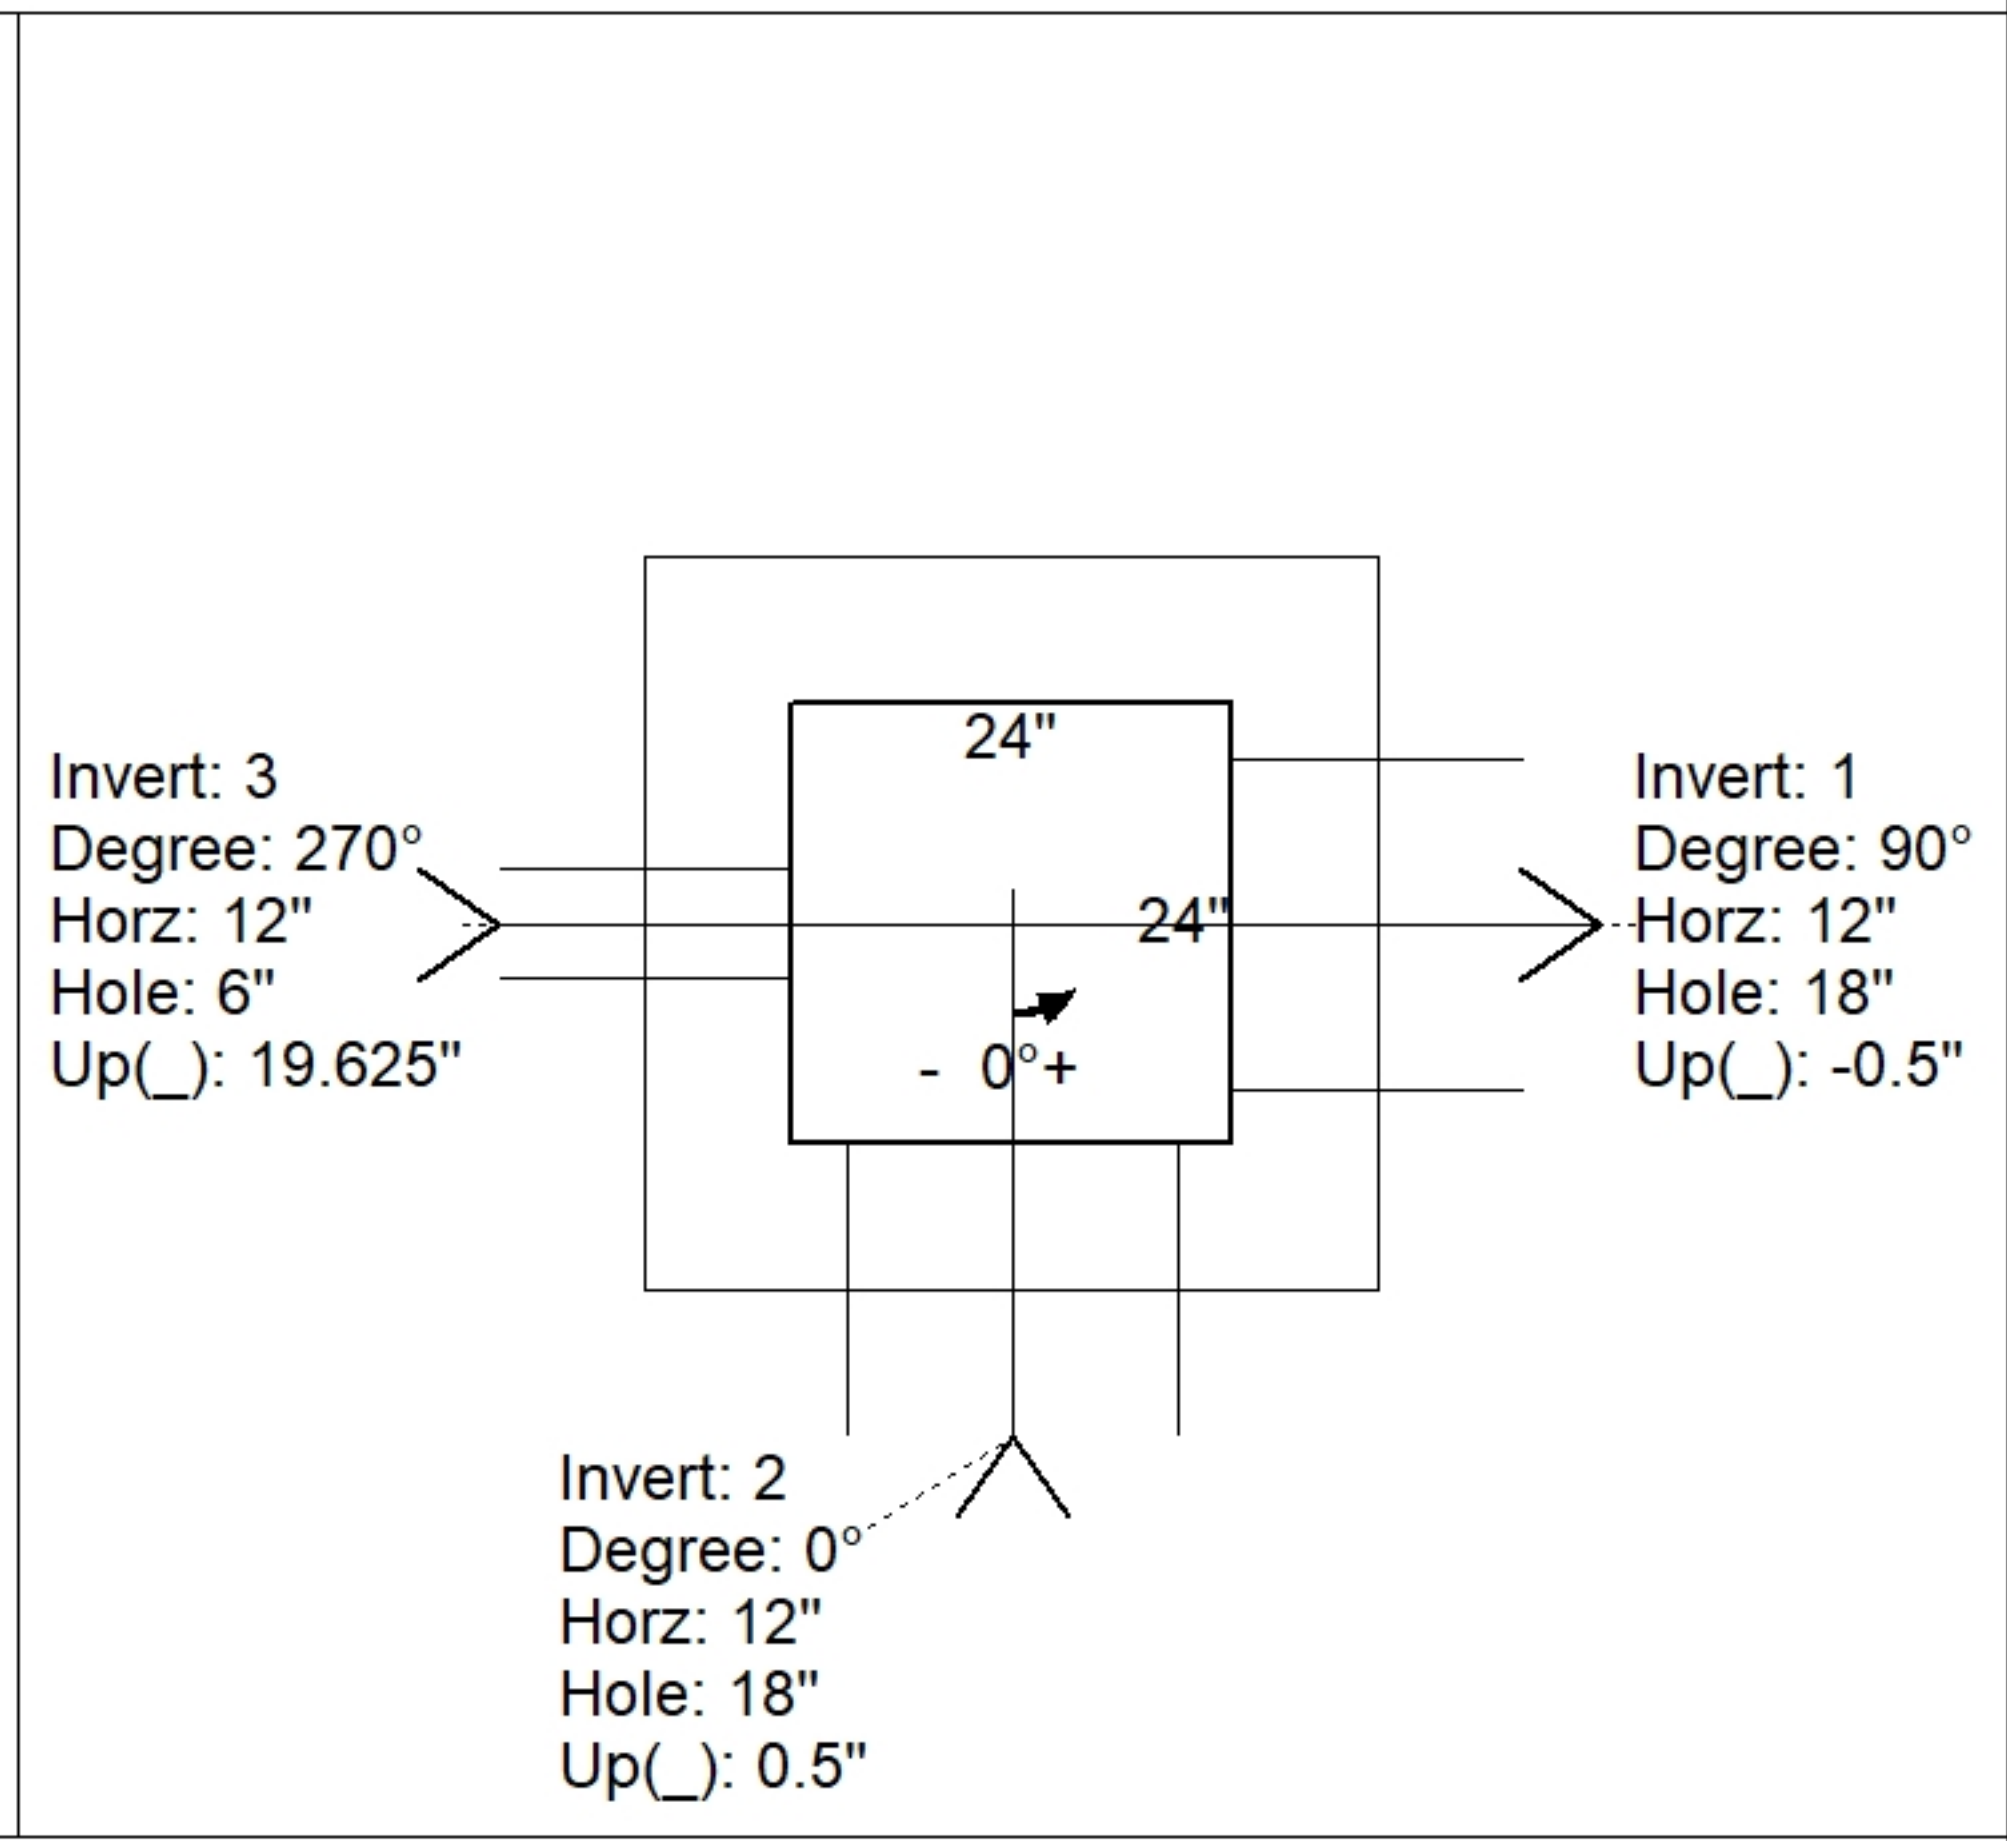 24"
Invert: 3
Degree: 270°
Horz: 12"
Hole: 6"
Up(_): 19.625"
24"
- 0°+
Invert: 1
Degree: 90°
Horz: 12"
Hole: 18"
Up(_): -0.5"
Invert: 2
Degree: 0°
Horz: 12"
Hole: 18"
Up(_): 0.5"